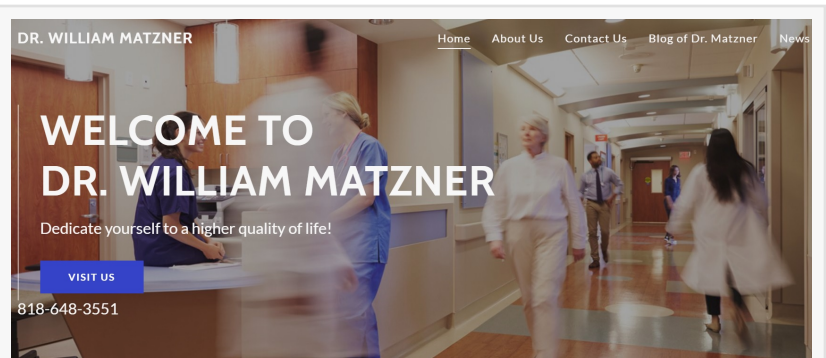 DR. WILLIAM MATZNER
Home About Us Contact Us Blog of Dr. Matzner News
WELCOME TO
DR. WILLIAM MATZNER
Dedicate yourself to a higher quality of life!
VISIT US
818-648-3551